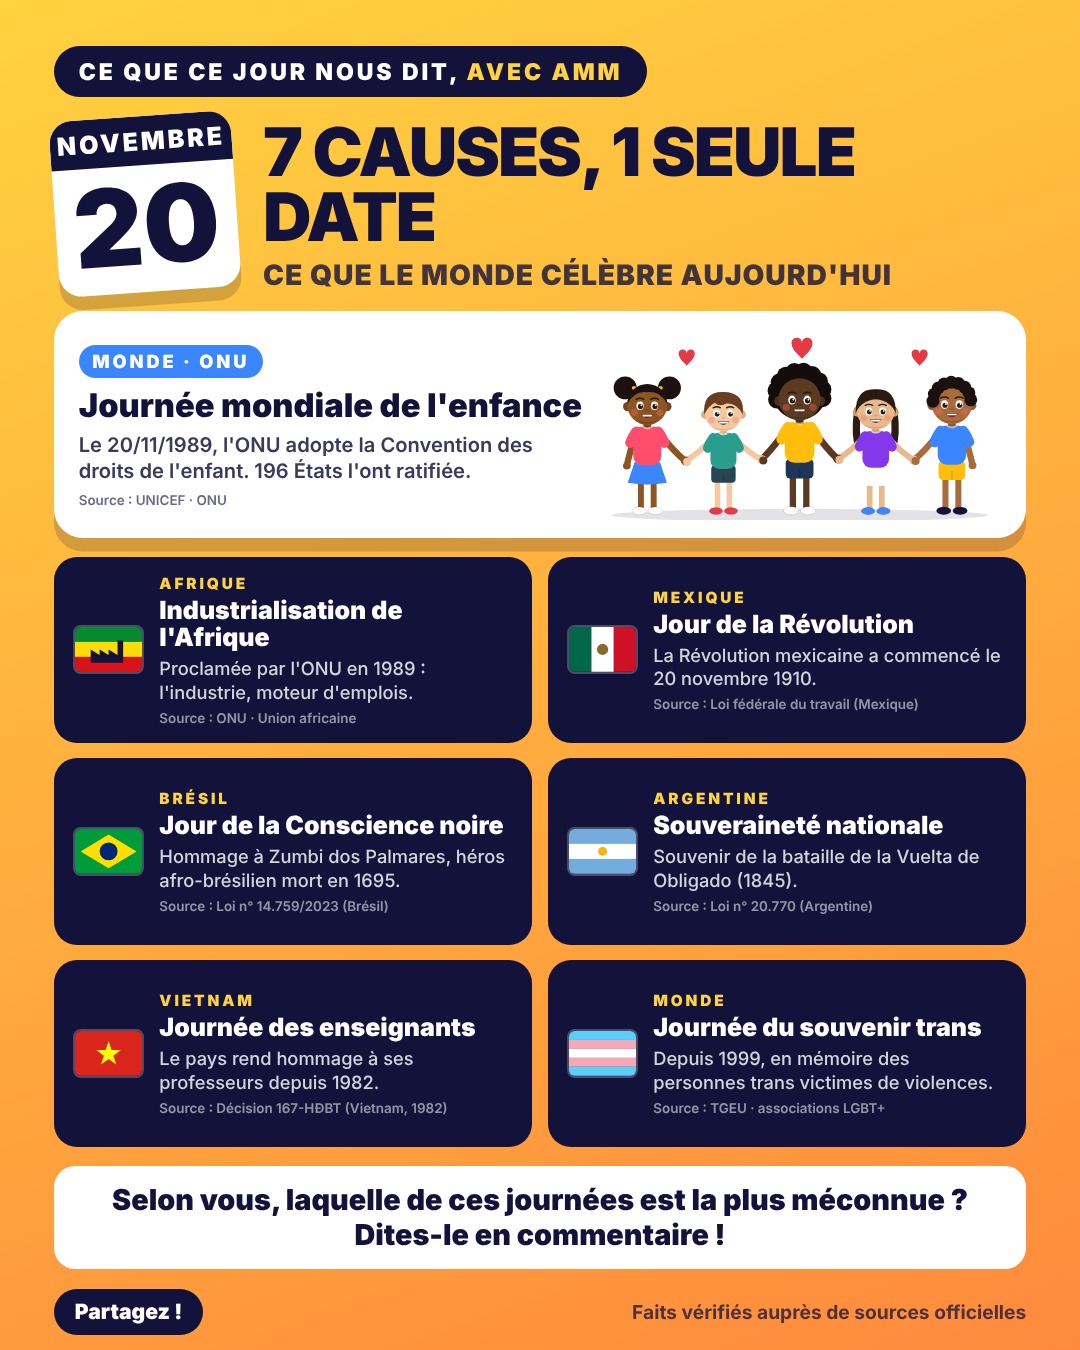 CE QUE CE JOUR NOUS DIT, AVEC AMM
NOVEMBRE
20
7 CAUSES, 1 SEULE
DATE
CE QUE LE MONDE CÉLÈBRE AUJOURD'HUI
MONDE · ONU
Journée mondiale de l'enfance
Le 20/11/1989, l'ONU adopte la Convention des
droits de l'enfant. 196 États l'ont ratifiée.
Source : UNICEF · ONU
AFRIQUE
Industrialisation de
l'Afrique
Proclamée par l'ONU en 1989 :
l'industrie, moteur d'emplois.
Source : ONU · Union africaine
MEXIQUE
Jour de la Révolution
La Révolution mexicaine a commencé le
20 novembre 1910.
Source : Loi fédérale du travail (Mexique)
BRÉSIL
Jour de la Conscience noire
Hommage à Zumbi dos Palmares, héros
afro-brésilien mort en 1695.
Source : Loi n° 14.759/2023 (Brésil)
ARGENTINE
Souveraineté nationale
Souvenir de la bataille de la Vuelta de
Obligado (1845).
Source : Loi n° 20.770 (Argentine)
VIETNAM
Journée des enseignants
Le pays rend hommage à ses
professeurs depuis 1982.
Source : Décision 167-HĐBT (Vietnam, 1982)
MONDE
Journée du souvenir trans
Depuis 1999, en mémoire des
personnes trans victimes de violences.
Source : TGEU · associations LGBT+
Selon vous, laquelle de ces journées est la plus méconnue ?
Dites-le en commentaire !
Partagez !
Faits vérifiés auprès de sources officielles